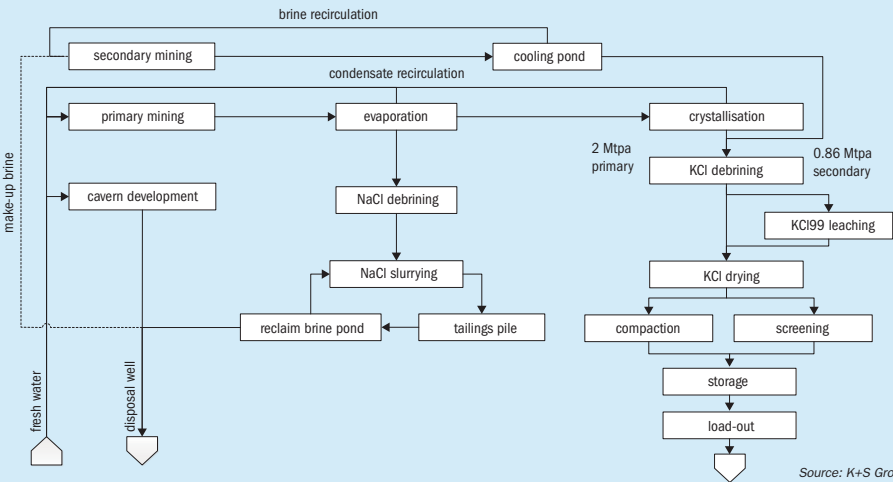 brine recirculation
secondary mining
cooling pond
condensate recirculation
primary mining
evaporation
crystallisation
2 Mtpa
primary
0.86 Mtpa
secondary
KCl debrining
make-up brine
cavern development
NaCl debrining
KCl99 leaching
NaCl slurrying
KCl drying
reclaim brine pond
tailings pile
compaction
screening
storage
fresh water
disposal well
load-out
Source: K+S Gro